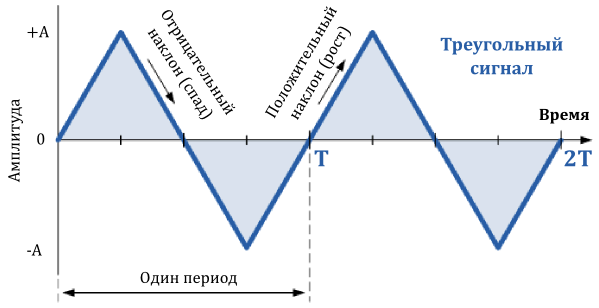 +A
Отрицательный
наклон (спад)
Положительный
наклон (рост)
Треугольный
сигнал
Амплитуда
Время
0
T
2T
-A
Один период